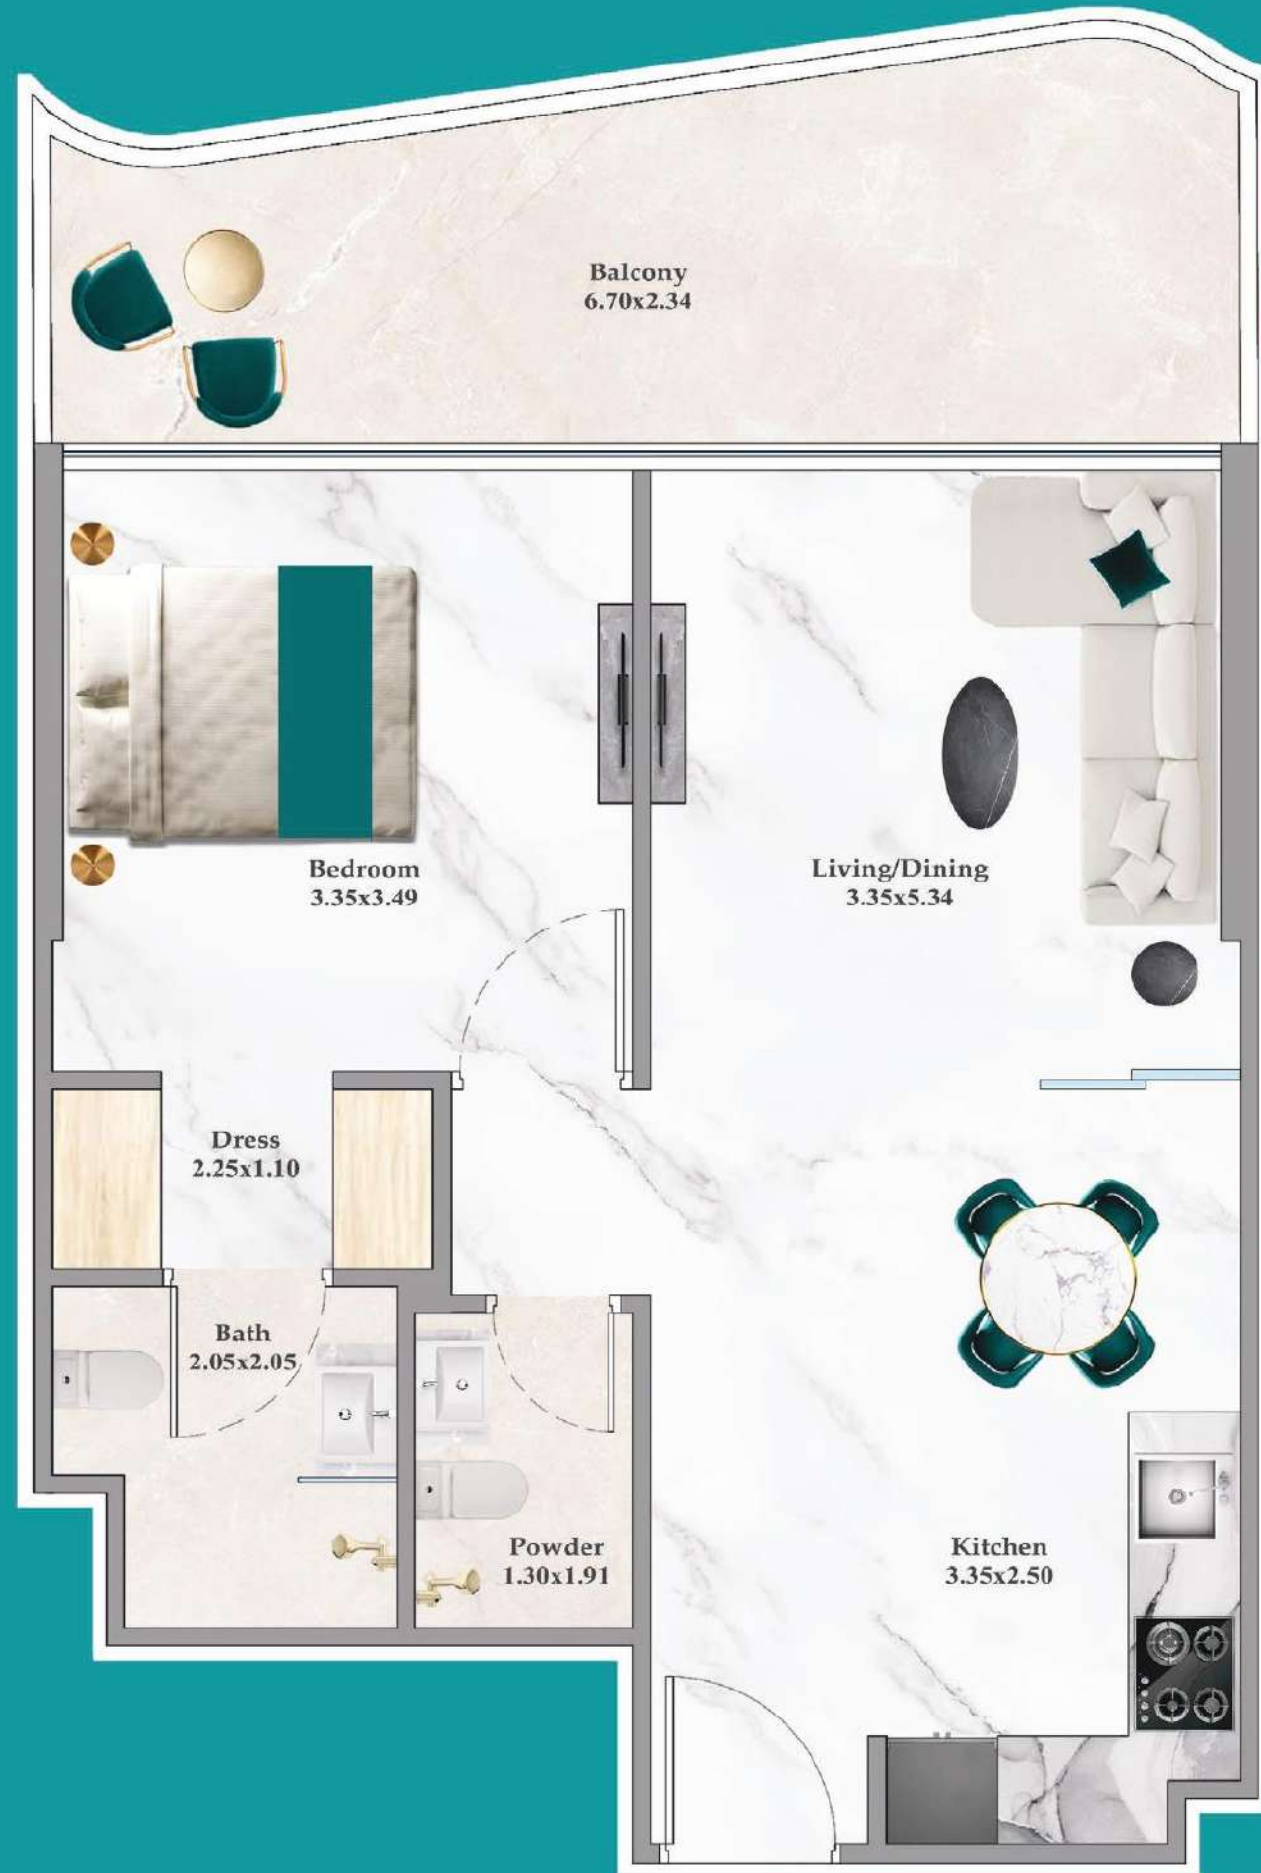 Balcony
6.70x2.34
Bedroom
3.35x3.49
Living/Dining
3.35x5.34
Dress
2.25x1.10
Bath
2.05x2.05
Powder
1.30x1.91
Kitchen
3.35x2.50